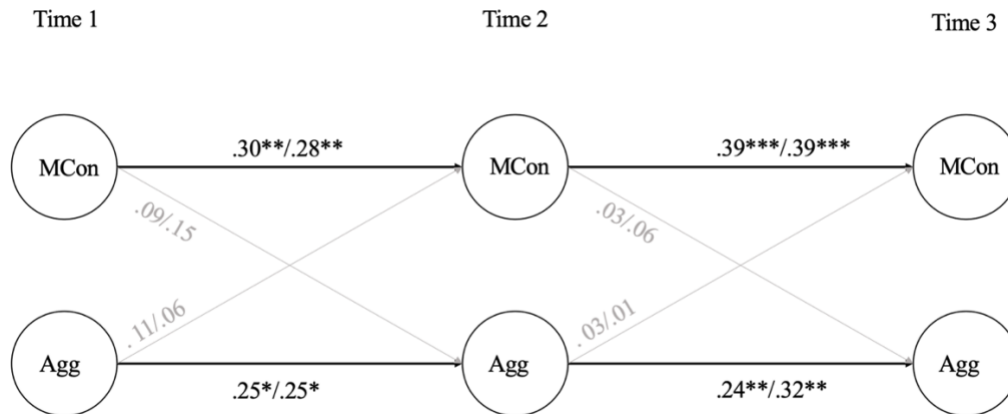 Time 1 Time 2 Time 3
MCon .30**/.28** MCon .39***/.39*** MCon
.09/.15 .03/.06
.11/.06 .03/.01
Agg .25*/.25* Agg .24**/.32** Agg